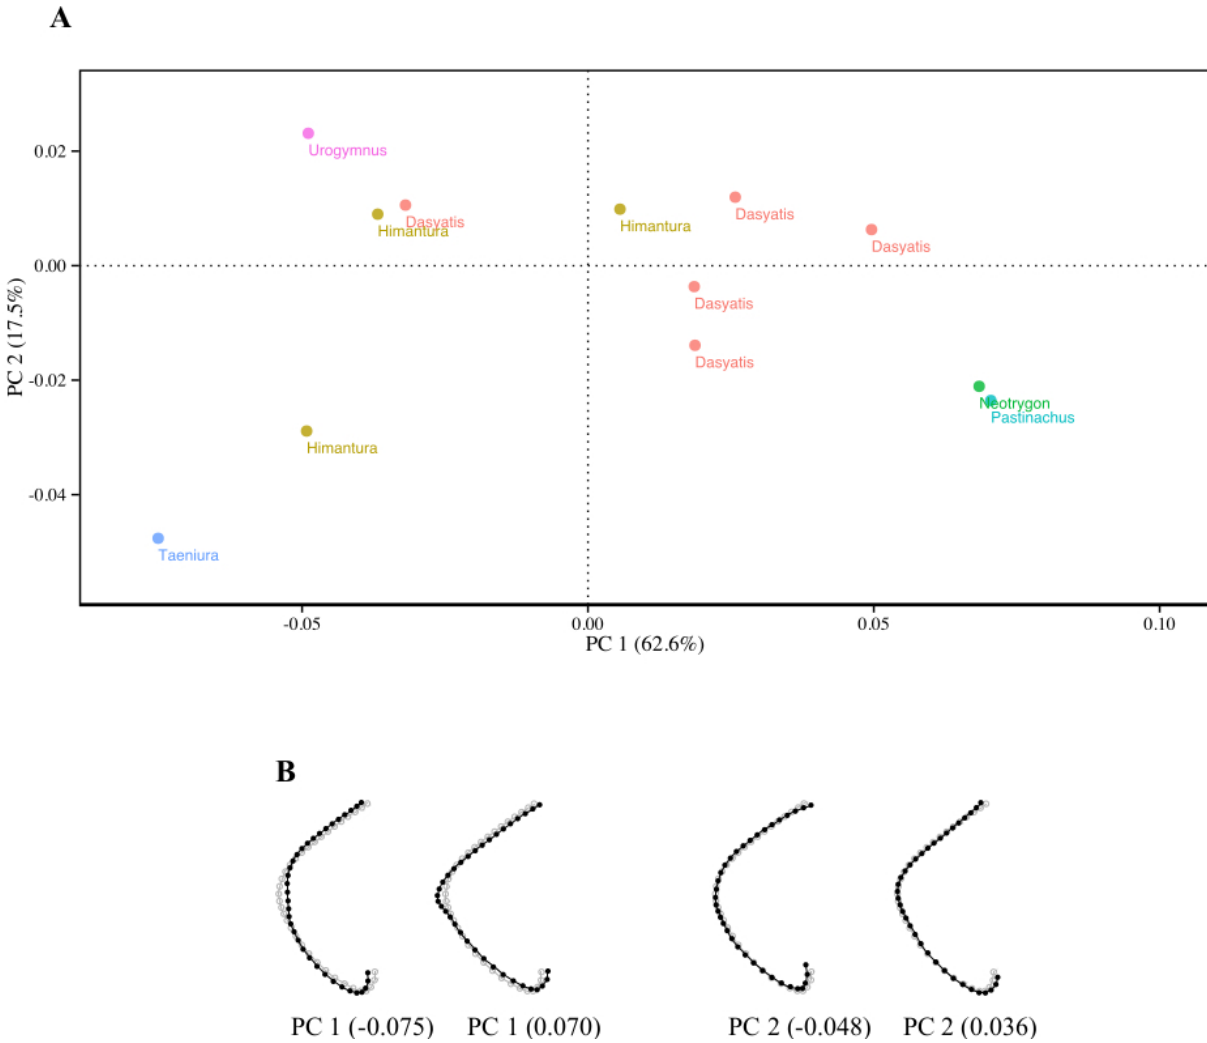 A
0.02
Urogymnus
Dasyatis
Himantura
Himantura
Dasyatis
Dasyatis
0.00
Dasyatis
Dasyatis
-0.02
Neotrygon
Pastinachus
Himantura
-0.04
Taeniura
PC 2 (17.5%)
-0.05
0.00
0.05
0.10
PC 1 (62.6%)
B
PC 1 (-0.075)
PC 1 (0.070)
PC 2 (-0.048)
PC 2 (0.036)